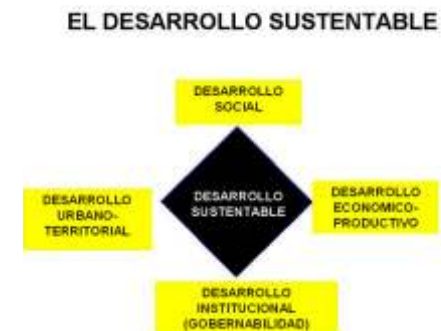 EL DESARROLLO SUSTENTABLE
DESARROLLO
SOCIAL
DESARROLLO
URBANO-
TERRITORIAL
DESARROLLO
SUSTENTABLE
DESARROLLO
ECONOMICO-
PRODUCTIVO
DESARROLLO
INSTITUCIONAL
(GOBERNABILIDAD)